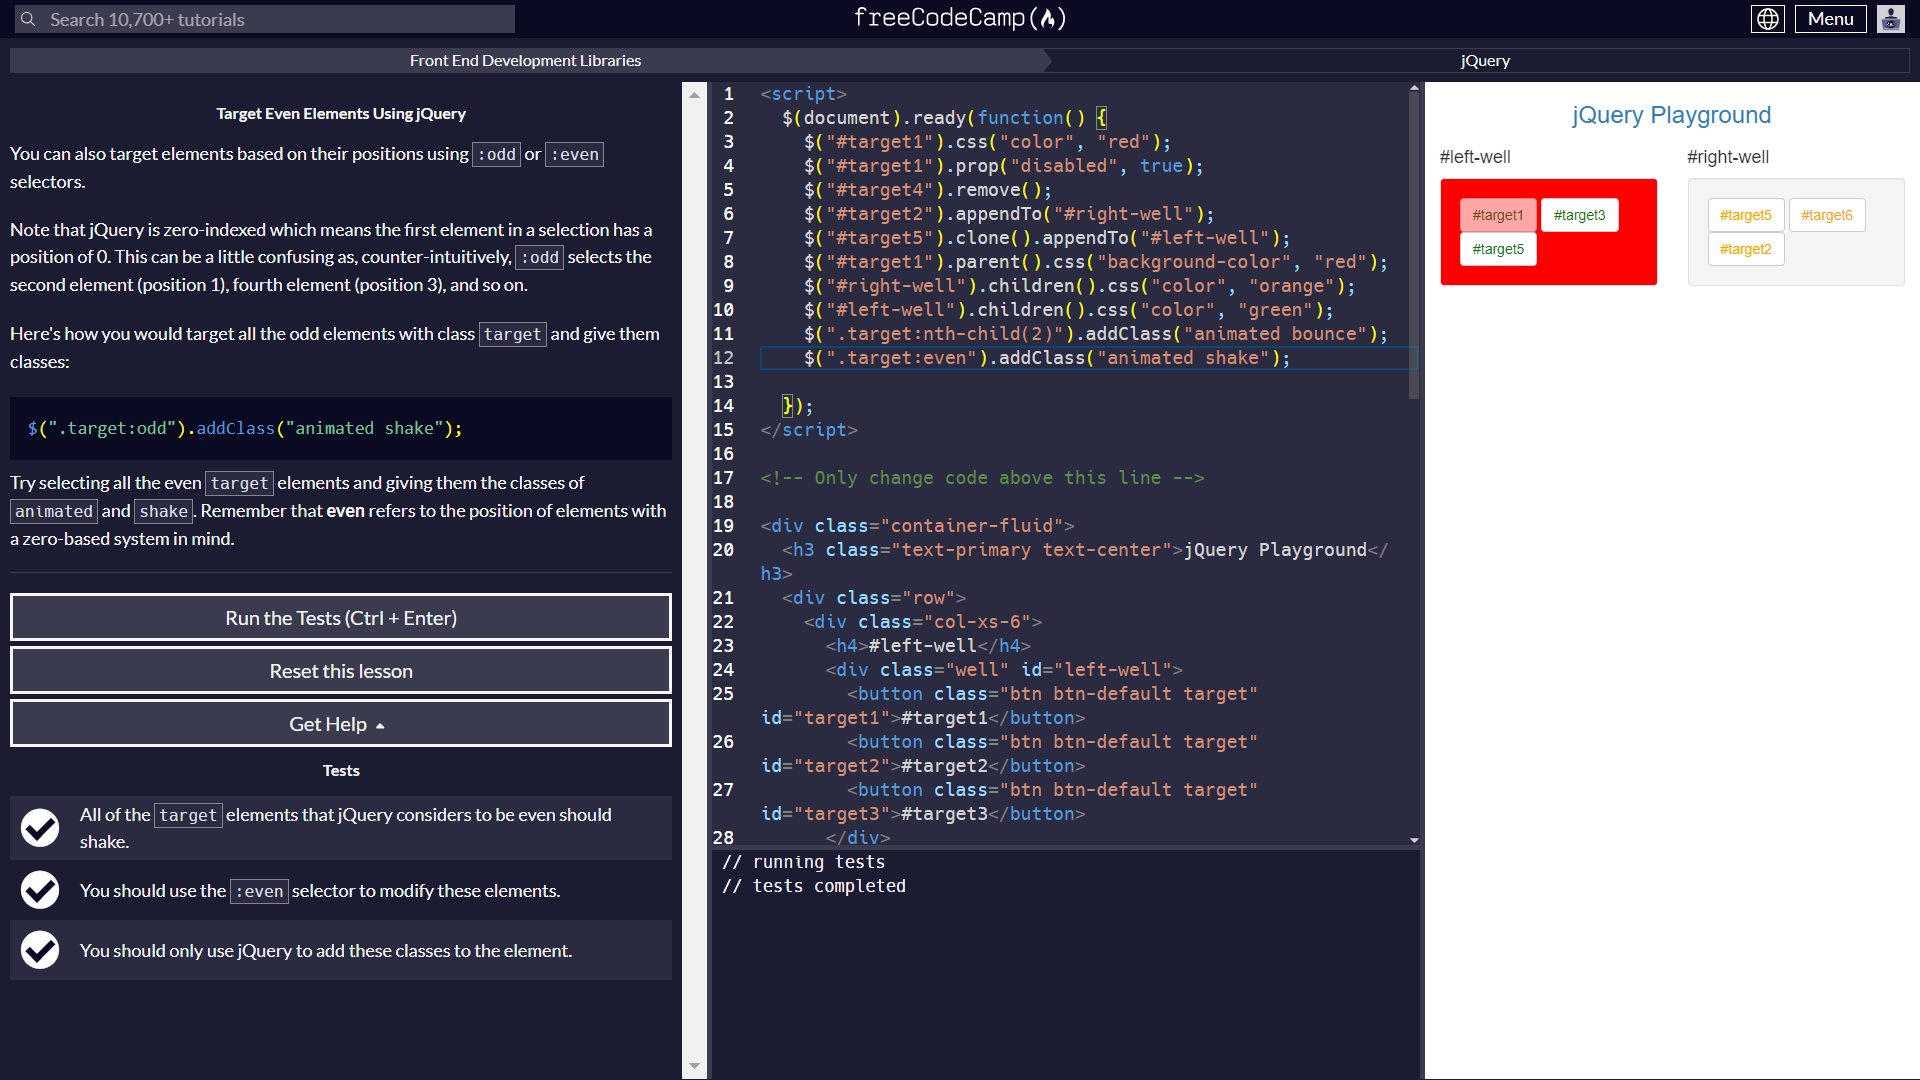 Search 10,700+ tutorials
freeCodeCamp
Menu
Front End Development Libraries
jQuery
Target Even Elements Using jQuery
You can also target elements based on their positions using :odd or :even
selectors.
Note that jQuery is zero-indexed which means the first element in a selection has a
position of 0. This can be a little confusing as, counter-intuitively, :odd selects the
second element (position 1), fourth element (position 3), and so on.
Here's how you would target all the odd elements with class target and give them
classes:
$(".target:odd").addClass("animated shake");
Try selecting all the even target elements and giving them the classes of
animated and shake. Remember that even refers to the position of elements with
a zero-based system in mind.
Run the Tests (Ctrl + Enter)
Reset this lesson
Get Help
Tests
All of the target elements that jQuery considers to be even should
shake.
You should use the :even selector to modify these elements.
You should only use jQuery to add these classes to the element.
1 <script>
2 $(document).ready(function() {
3 $("#target1").css("color", "red");
4 $("#target1").prop("disabled", true);
5 $("#target4").remove();
6 $("#target2").appendTo("#right-well");
7 $("#target5").clone().appendTo("#left-well");
8 $("#target1").parent().css("background-color", "red");
9 $("#right-well").children().css("color", "orange");
10 $("#left-well").children().css("color", "green");
11 $(".target:nth-child(2)").addClass("animated bounce");
12 $(".target:even").addClass("animated shake");
13
14 });
15 </script>
16
17 <!-- Only change code above this line -->
18
19 <div class="container-fluid">
20 <h3 class="text-primary text-center">jQuery Playground</
h3>
21 <div class="row">
22 <div class="col-xs-6">
23 <h4>#left-well</h4>
24 <div class="well" id="left-well">
25 <button class="btn btn-default target"
id="target1">#target1</button>
26 <button class="btn btn-default target"
id="target2">#target2</button>
27 <button class="btn btn-default target"
id="target3">#target3</button>
28 </div>
// running tests
// tests completed
jQuery Playground
#left-well
#target1 #target3
#target5
#right-well
#target5 #target6
#target2